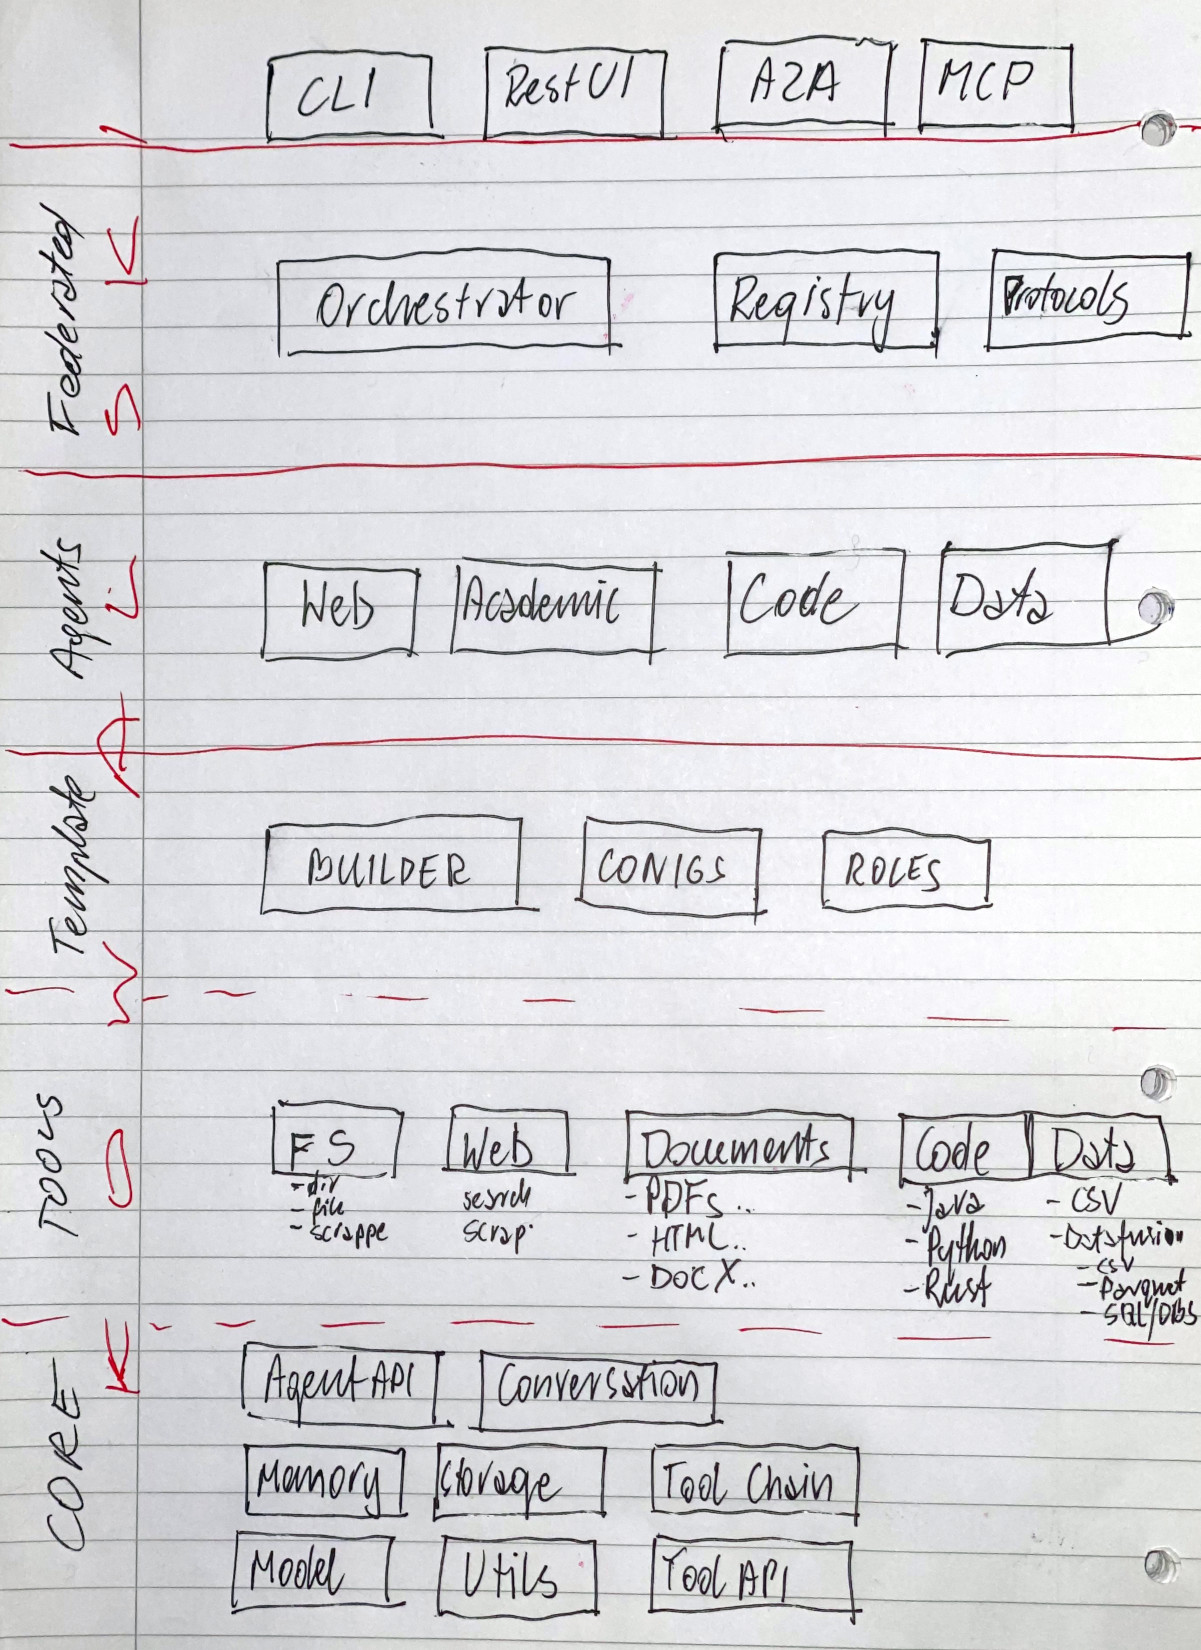 CLI RestUI A2A MCP
Federated
Orchestrator Registry Protocols
Agents
Web Academic Code Data
Template
BUILDER CONIGS ROLES
TOOLS
FS Web Documents Code Data
- dir search - PDFs.. - Java - CSV
- file scrap. - HTML.. - Python - Datafusion
- scrappe - DOCX.. - Rust - CSV
- Parquet
- SQL/DBs
CORE
Agent API Conversation
Memory Storage Tool Chain
Model Utils Tool API